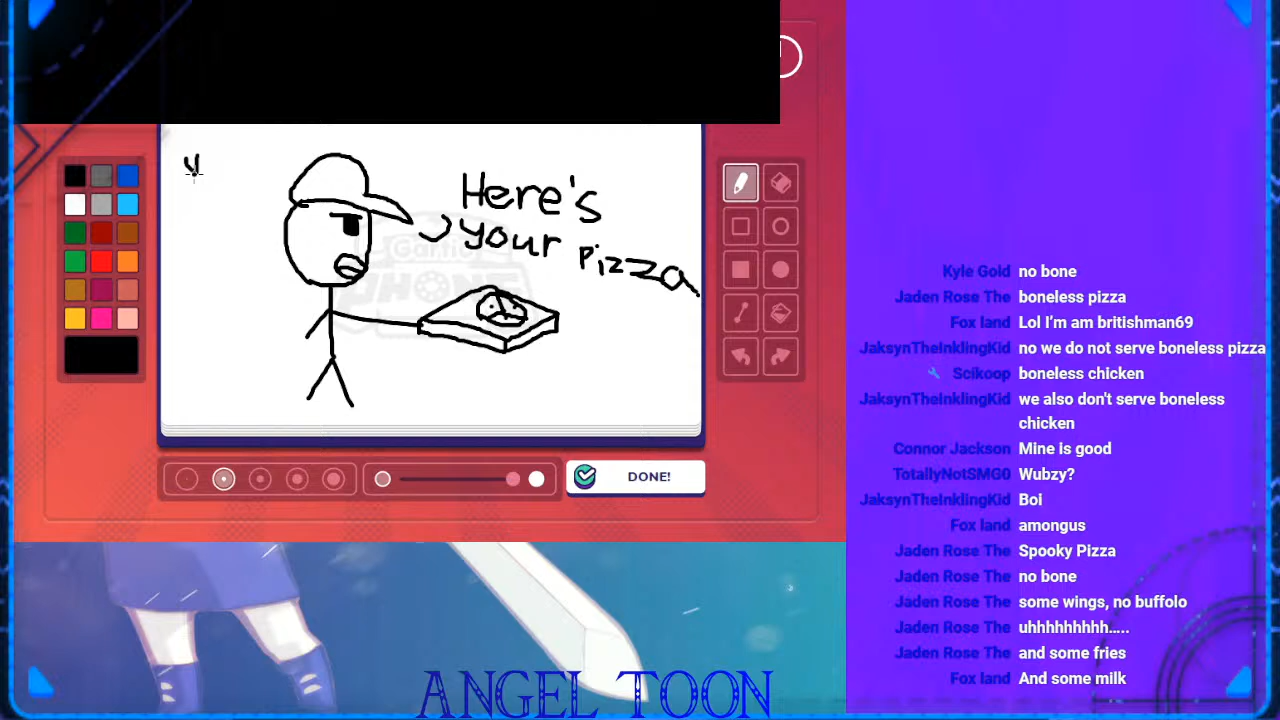 Here's
your pizza
Gartic
PHONE
DONE!
Kyle Gold no bone
Jaden Rose The boneless pizza
Fox land Lol I'm am britishman69
JaksynTheInklingKid no we do not serve boneless pizza
Scikoop boneless chicken
JaksynTheInklingKid we also don't serve boneless
chicken
Connor Jackson Mine is good
TotallyNotSMG0 Wubzy?
JaksynTheInklingKid Boi
Fox land amongus
Jaden Rose The Spooky Pizza
Jaden Rose The no bone
Jaden Rose The some wings, no buffolo
Jaden Rose The uhhhhhhhhh…..
Jaden Rose The and some fries
Fox land And some milk
ANGEL TOON